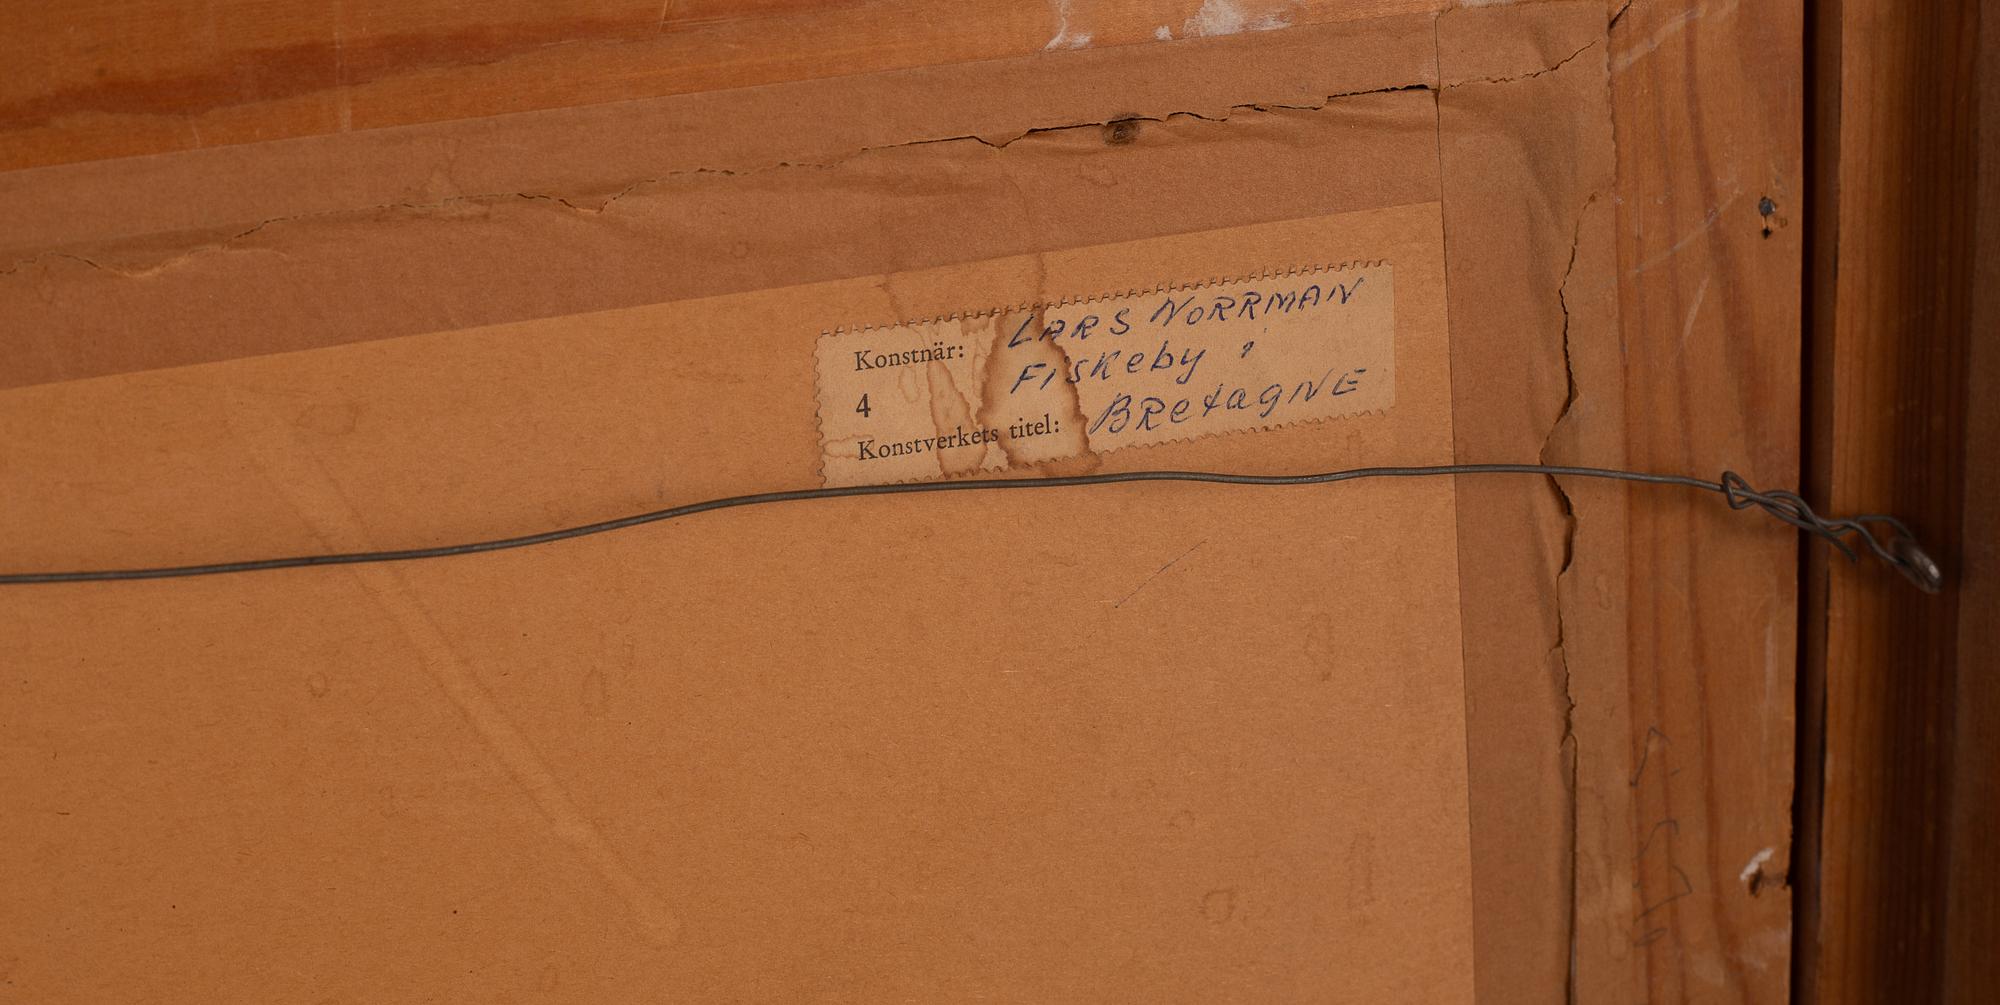 Konstnär: LARS NORRMAN
4 Fiskeby i
Konstverkets titel: BRetagNE